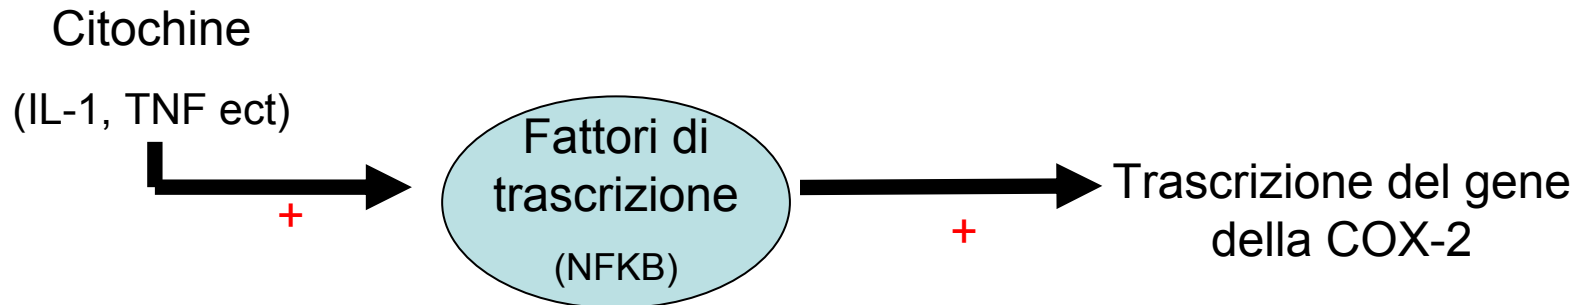 Citochine
(IL-1, TNF ect)
+
Fattori di
trascrizione
(NFKB)
+
Trascrizione del gene
della COX-2